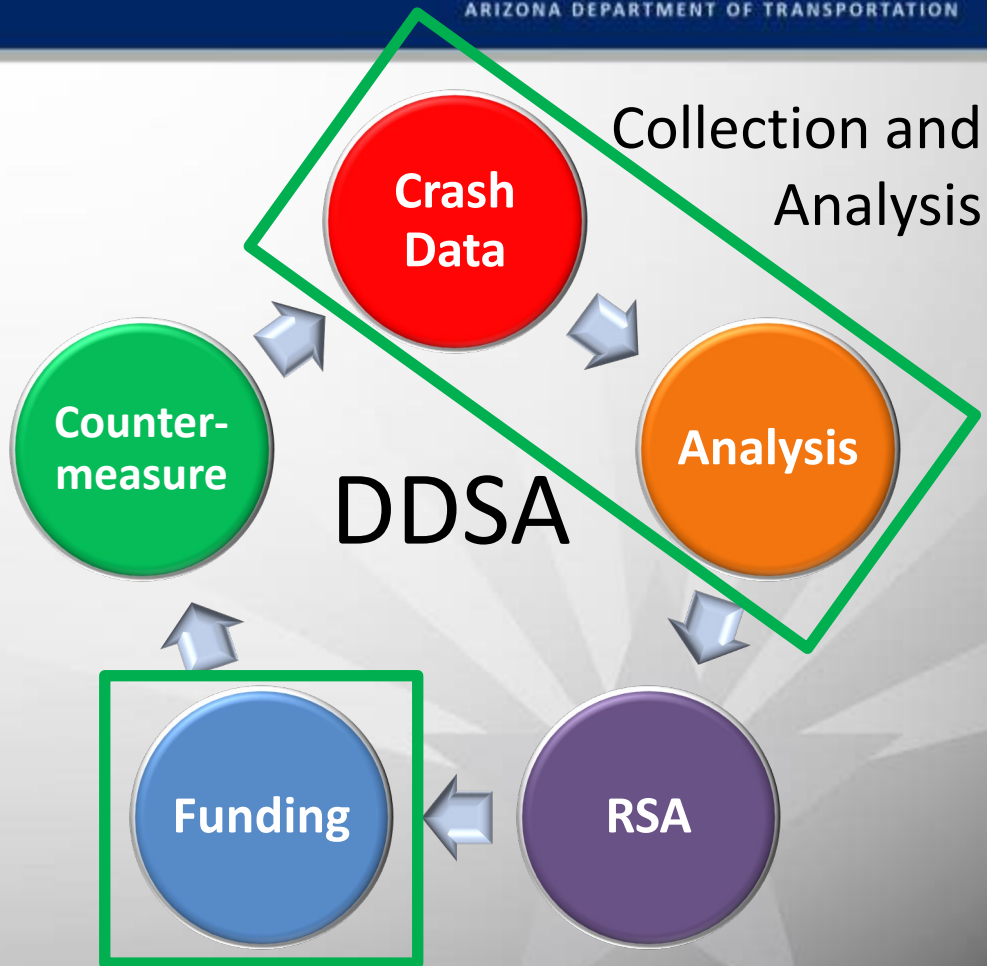 ARIZONA DEPARTMENT OF TRANSPORTATION
Collection and
Analysis
Crash
Data
Analysis
Counter-
measure
DDSA
Funding
RSA